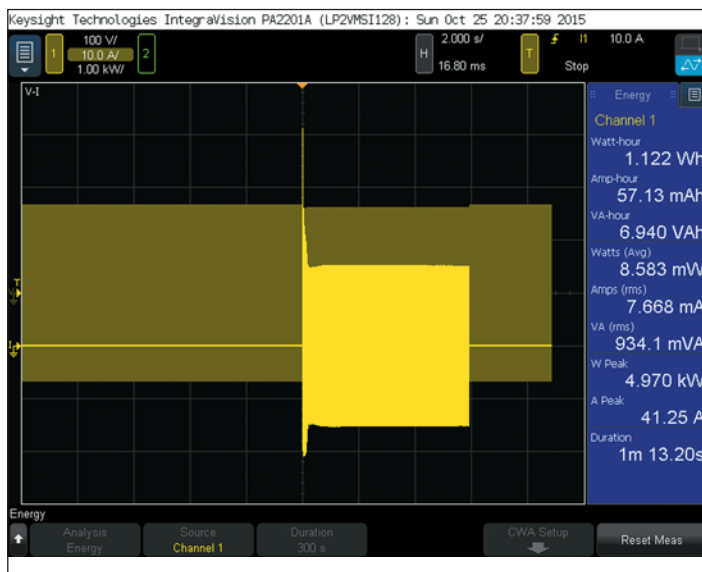 Keysight Technologies IntegraVision PA2201A (LP2VMSI128): Sun Oct 25 20:37:59 2015
1 100 V/
10.0 A/
1.00 kW/
2
H 2.000 s/
16.80 ms
T I1 10.0 A
Stop
V-I
T
I
Energy
Channel 1
Watt-hour
1.122 Wh
Amp-hour
57.13 mAh
VA-hour
6.940 VAh
Watts (Avg)
8.583 mW
Amps (rms)
7.668 mA
VA (rms)
934.1 mVA
W Peak
4.970 kW
A Peak
41.25 A
Duration
1m 13.20s
Energy
Analysis
Energy
Source
Channel 1
Duration
300 s
CWA Setup
Reset Meas